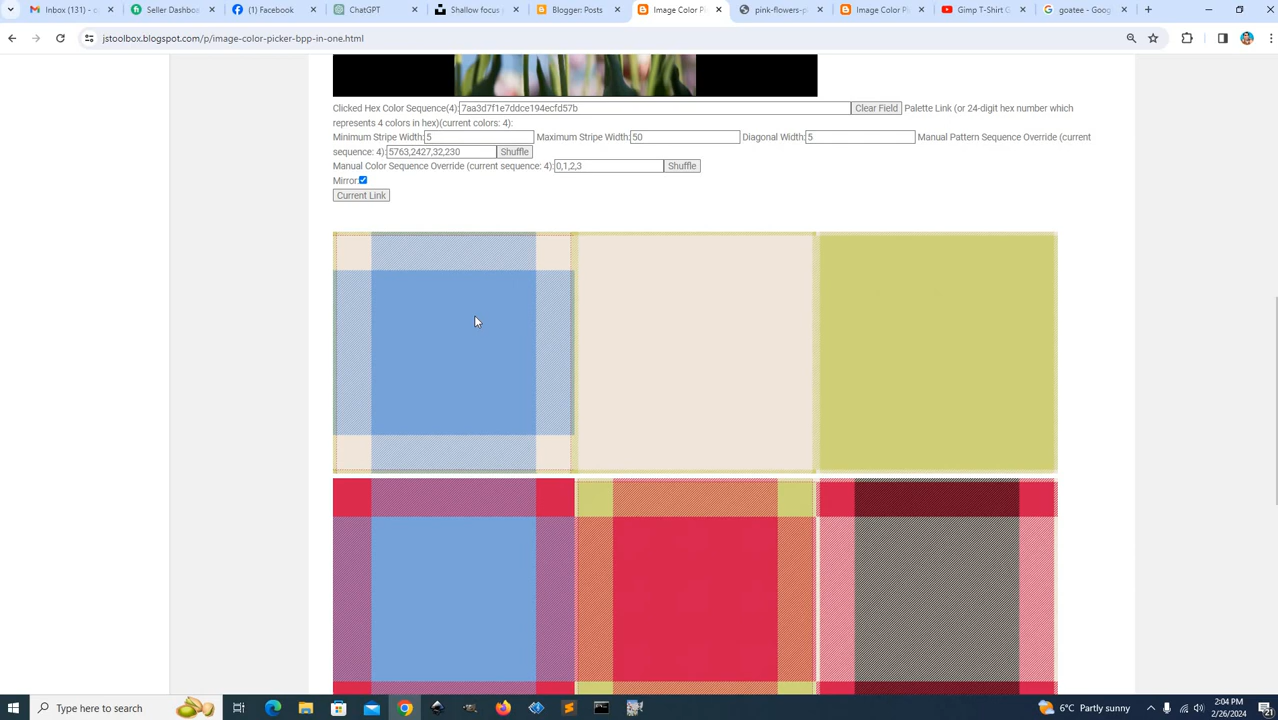 Inbox (131) - d
Seller Dashbo
(1) Facebook
ChatGPT
Shallow focus
Blogger: Posts
Image Color P
pink-flowers-p
Image Color P
Gimp T-Shirt G
goatee - Goog
jstoolbox.blogspot.com/p/image-color-picker-bpp-in-one.html
Clicked Hex Color Sequence(4): 7aa3d7f1e7ddce194ecfd57b Clear Field Palette Link (or 24-digit hex number which
represents 4 colors in hex)(current colors: 4):
Minimum Stripe Width: 5 Maximum Stripe Width: 50 Diagonal Width: 5 Manual Pattern Sequence Override (current
sequence: 4): 5763,2427,32,230 Shuffle
Manual Color Sequence Override (current sequence: 4): 0,1,2,3 Shuffle
Mirror:
Current Link
Type here to search
6°C Partly sunny
2:04 PM
2/26/2024
21